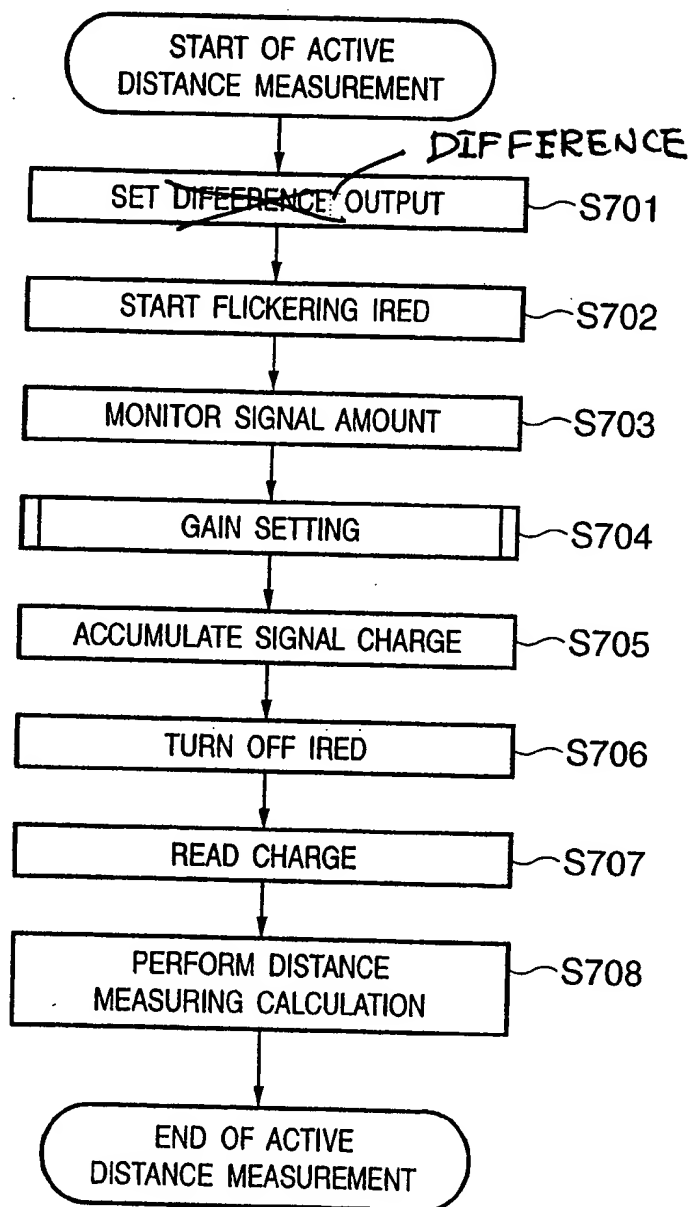 START OF ACTIVE
DISTANCE MEASUREMENT
DIFFERENCE
SET DIFEERENCE OUTPUT
S701
START FLICKERING IRED
S702
MONITOR SIGNAL AMOUNT
S703
GAIN SETTING
S704
ACCUMULATE SIGNAL CHARGE
S705
TURN OFF IRED
S706
READ CHARGE
S707
PERFORM DISTANCE
MEASURING CALCULATION
S708
END OF ACTIVE
DISTANCE MEASUREMENT